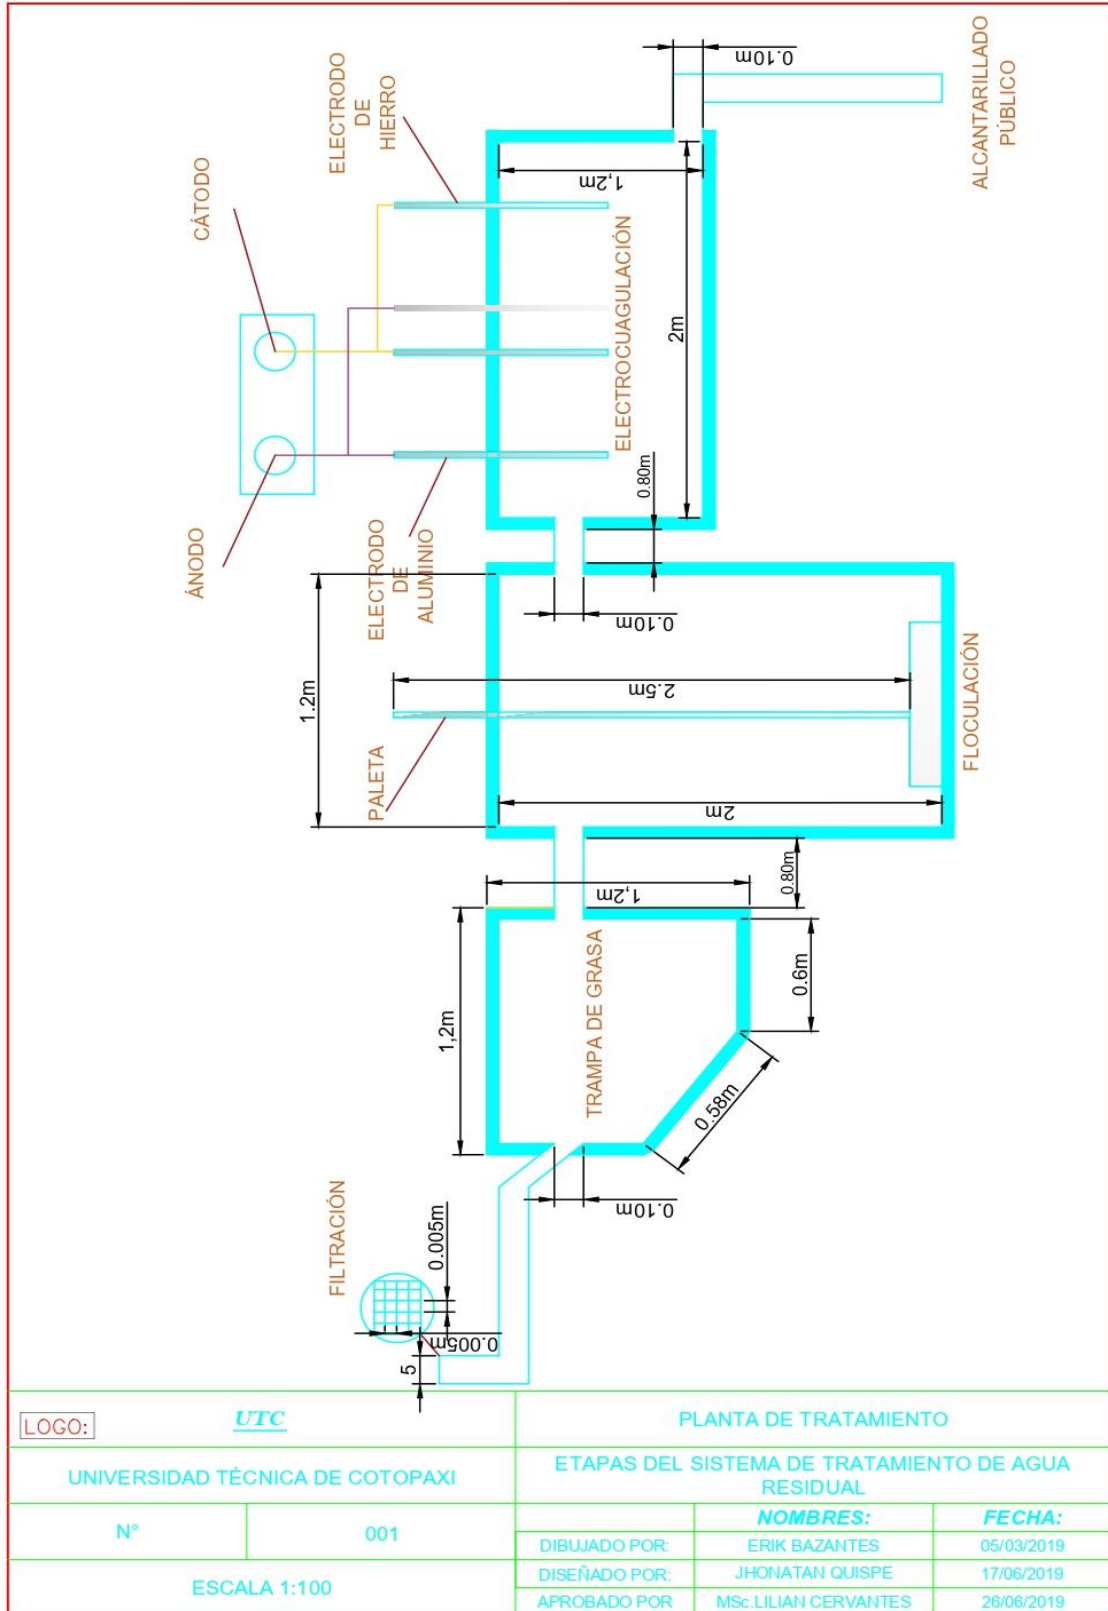 0.10m
ALCANTARILLADO
PÚBLICO
ELECTRODO
DE
HIERRO
CÁTODO
1,2m
ELECTROCUAGULACIÓN
2m
0.80m
ÁNODO
ELECTRODO
DE
ALUMINIO
0.10m
1.2m
2.5m
FLOCULACIÓN
PALETA
2m
0.80m
1,2m
1,2m
TRAMPA DE GRASA
0.6m
0.58m
0.10m
FILTRACIÓN
0.005m
0.005m
5
LOGO:
UTC
PLANTA DE TRATAMIENTO
UNIVERSIDAD TÉCNICA DE COTOPAXI
ETAPAS DEL SISTEMA DE TRATAMIENTO DE AGUA
RESIDUAL
N°
001
NOMBRES:
FECHA:
DIBUJADO POR:
ERIK BAZANTES
05/03/2019
ESCALA 1:100
DISEÑADO POR:
JHONATAN QUISPE
17/06/2019
APROBADO POR
MSc.LILIAN CERVANTES
26/06/2019